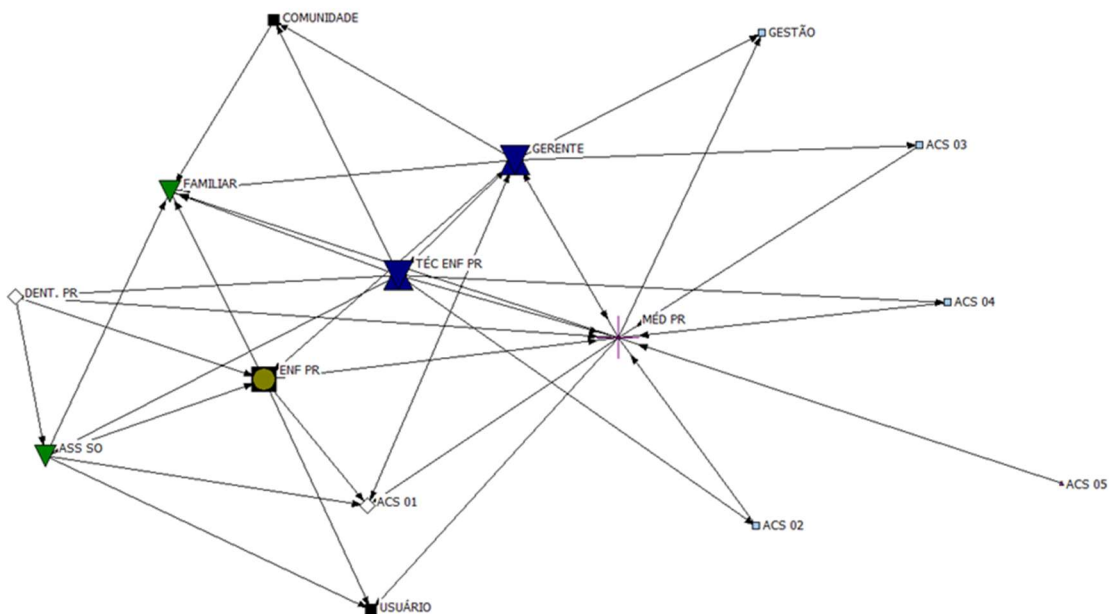 COMUNIDADE
GESTÃO
GERENTE
ACS 03
FAMILIAR
TÉC ENF PR
DENT. PR
ACS 04
MÉD PR
ENF PR
ASS SO
ACS 01
ACS 05
ACS 02
USUÁRIO